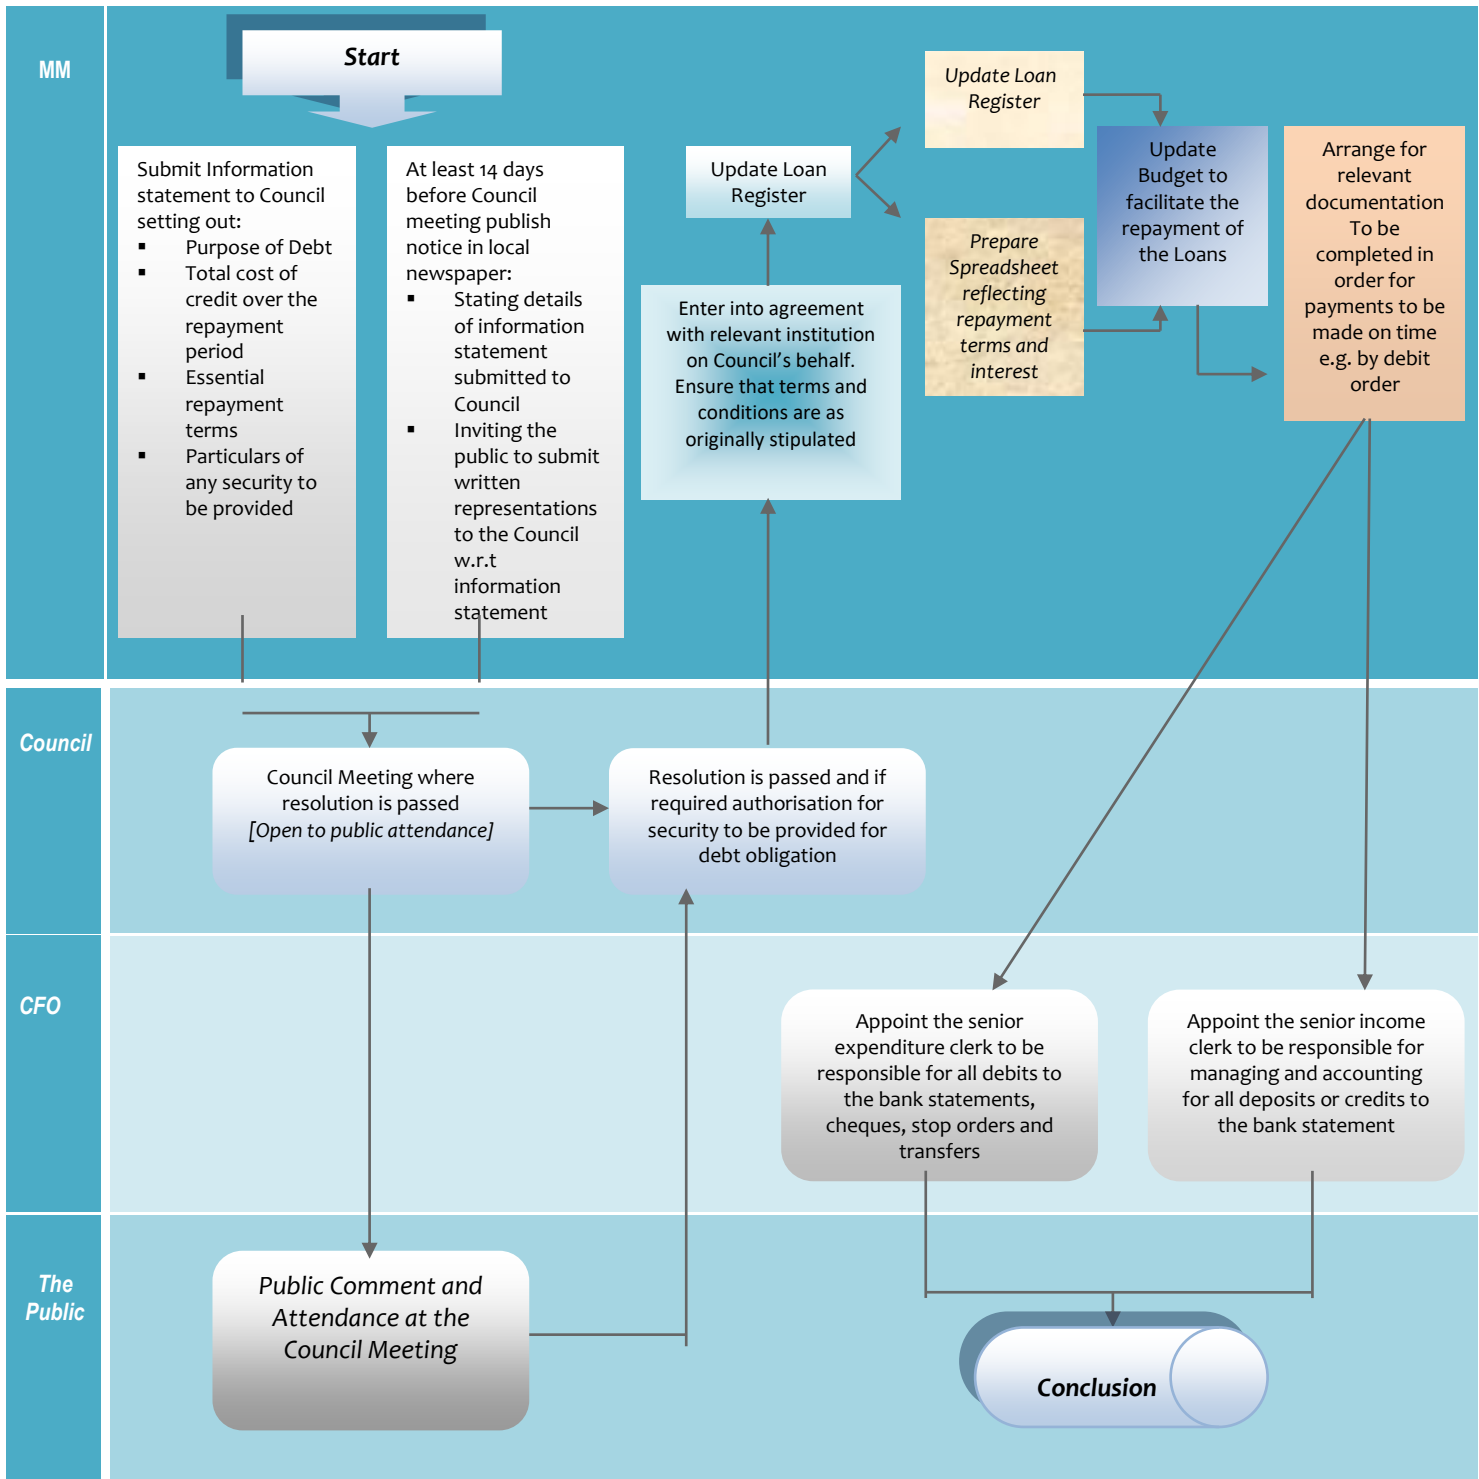 MM
Start
Submit Information
statement to Council
setting out:
▪ Purpose of Debt
▪ Total cost of
credit over the
repayment
period
▪ Essential
repayment
terms
▪ Particulars of
any security to
be provided
At least 14 days
before Council
meeting publish
notice in local
newspaper:
▪ Stating details
of information
statement
submitted to
Council
▪ Inviting the
public to submit
written
representations
to the Council
w.r.t
information
statement
Update Loan
Register
Enter into agreement
with relevant institution
on Council’s behalf.
Ensure that terms and
conditions are as
originally stipulated
Update Loan
Register
Prepare
Spreadsheet
reflecting
repayment
terms and
interest
Update
Budget to
facilitate the
repayment of
the Loans
Arrange for
relevant
documentation
To be
completed in
order for
payments to be
made on time
e.g. by debit
order
Council
Council Meeting where
resolution is passed
[Open to public attendance]
Resolution is passed and if
required authorisation for
security to be provided for
debt obligation
CFO
Appoint the senior
expenditure clerk to be
responsible for all debits to
the bank statements,
cheques, stop orders and
transfers
Appoint the senior income
clerk to be responsible for
managing and accounting
for all deposits or credits to
the bank statement
The
Public
Public Comment and
Attendance at the
Council Meeting
Conclusion